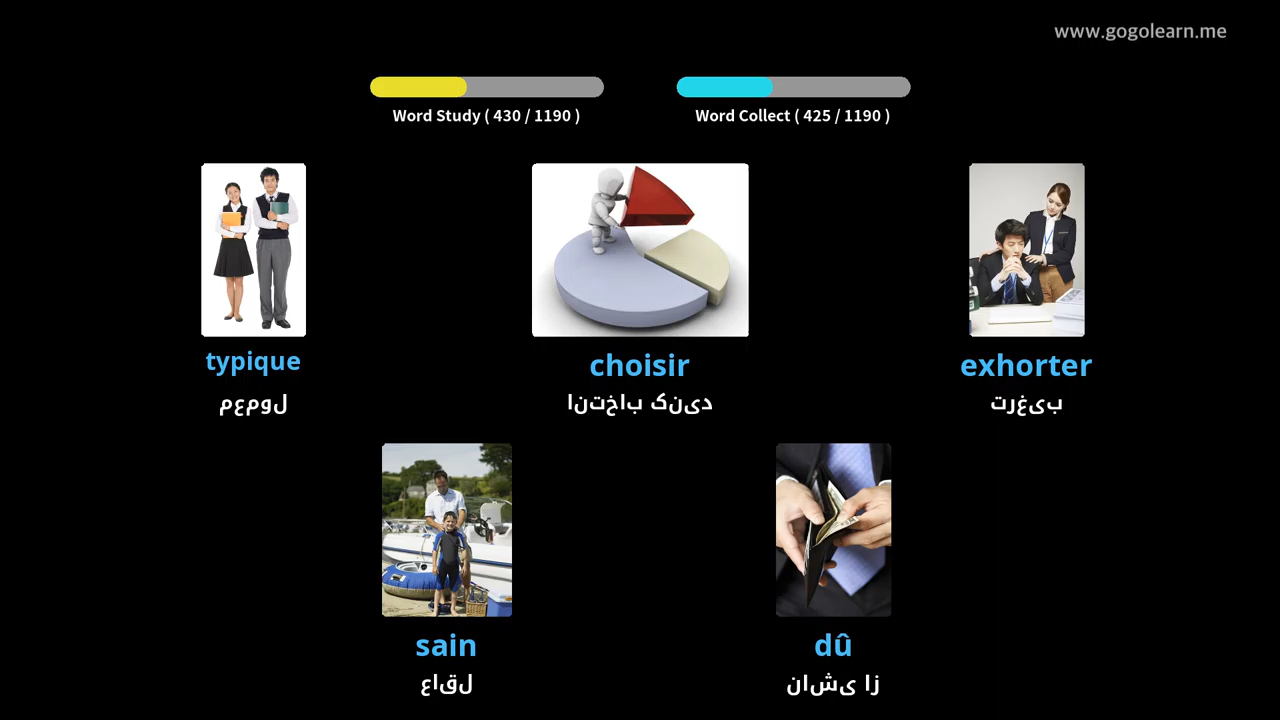 www.gogolearn.me
Word Study ( 430 / 1190 )
Word Collect ( 425 / 1190 )
typique
معمول
choisir
انتخاب کنید
exhorter
ترغیب
sain
عاقل
dû
ناشی از